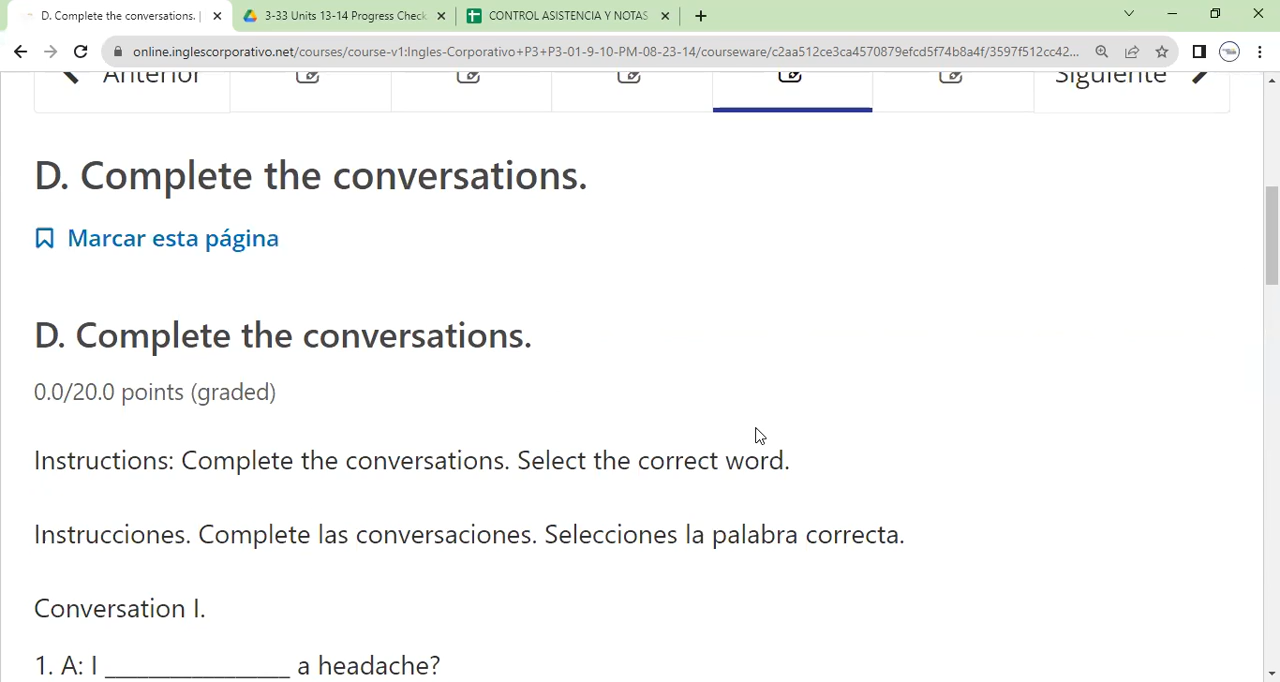 D. Complete the conversations. |
3-33 Units 13-14 Progress Check
CONTROL ASISTENCIA Y NOTAS
online.inglescorporativo.net/courses/course-v1:Ingles-Corporativo+P3+P3-01-9-10-PM-08-23-14/courseware/c2aa512ce3ca4570879efcd5f74b8a4f/3597f512cc42...
Anterior
Siguiente
D. Complete the conversations.
Marcar esta página
D. Complete the conversations.
0.0/20.0 points (graded)
Instructions: Complete the conversations. Select the correct word.
Instrucciones. Complete las conversaciones. Selecciones la palabra correcta.
Conversation I.
1. A: I _______________ a headache?